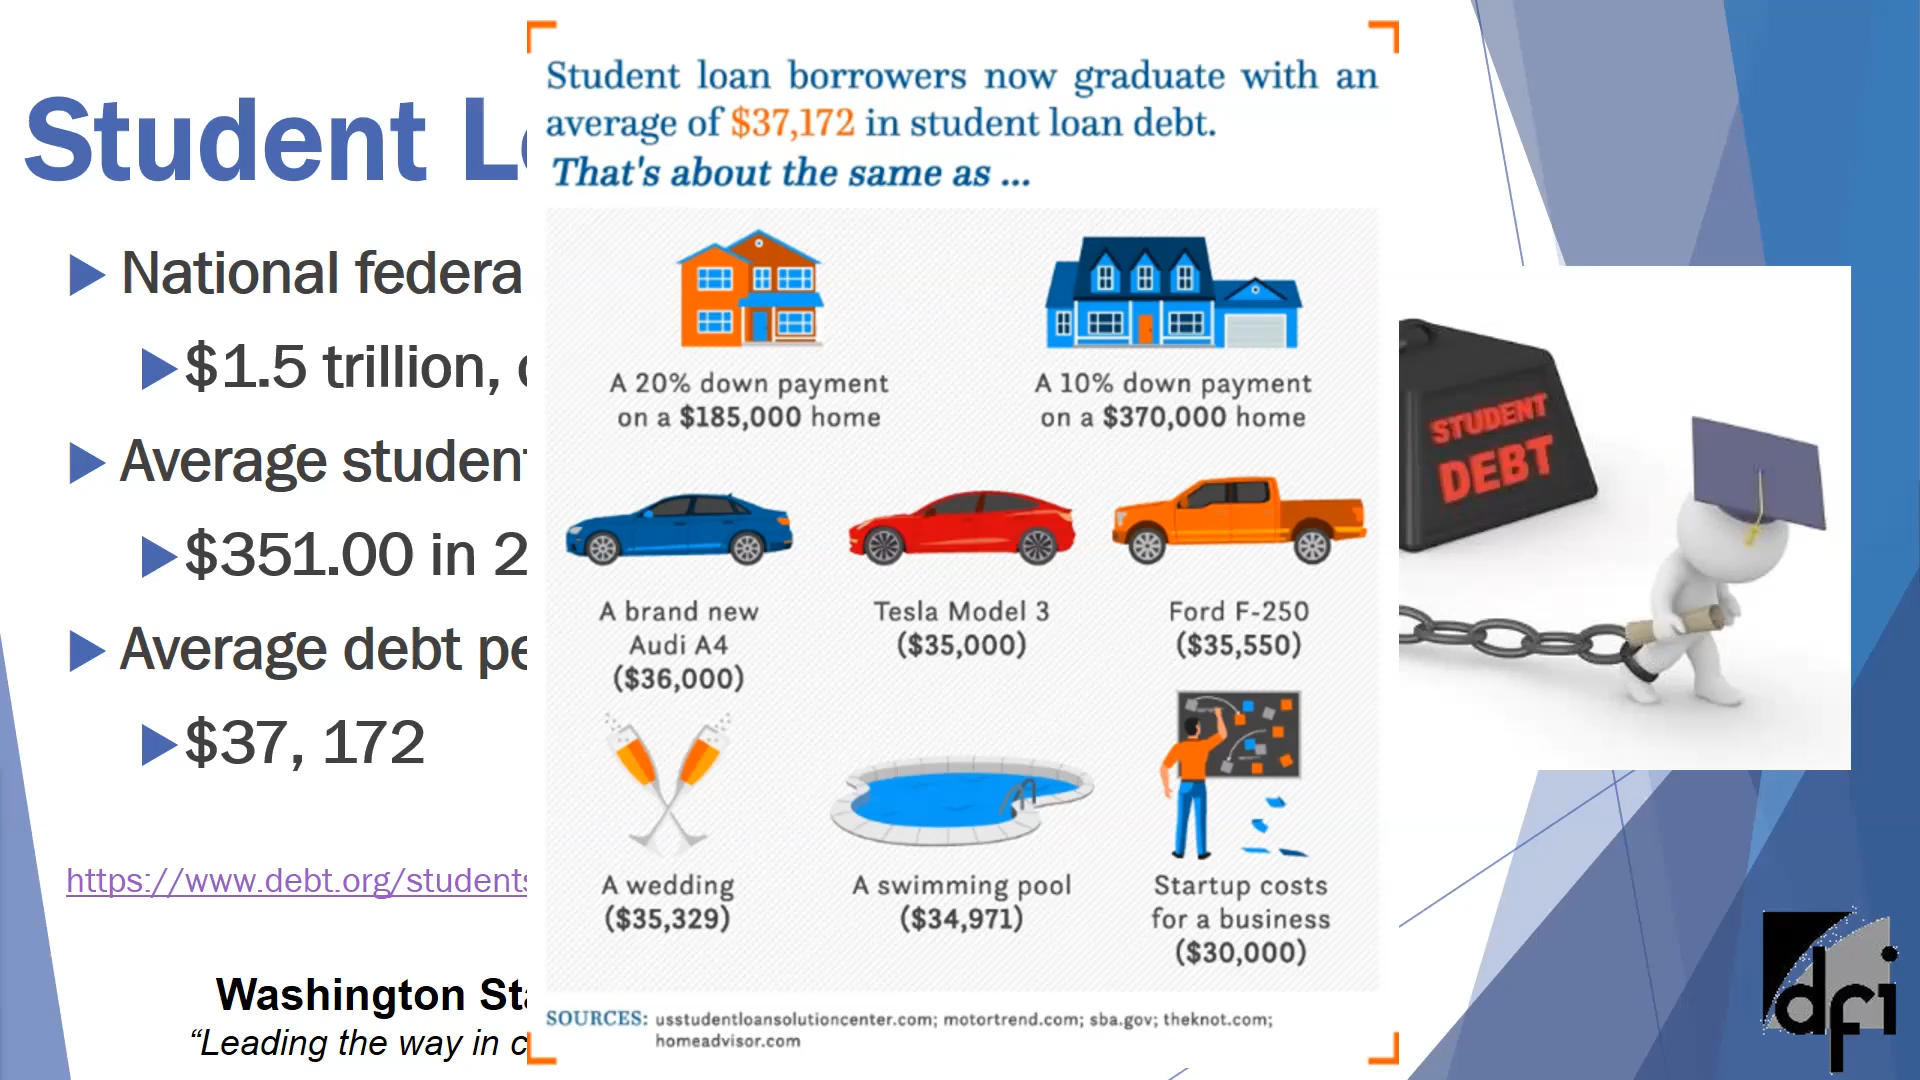 Student
National federa
$1.5 trillion,
Average student
$351.00 in 2
Average debt pe
$37, 172
https://www.debt.org/students
Washington Sta
“Leading the way in c
Student loan borrowers now graduate with an
average of $37,172 in student loan debt.
That's about the same as ...
A 20% down payment
on a $185,000 home
A 10% down payment
on a $370,000 home
A brand new
Audi A4
($36,000)
Tesla Model 3
($35,000)
Ford F-250
($35,550)
A wedding
($35,329)
A swimming pool
($34,971)
Startup costs
for a business
($30,000)
SOURCES: usstudentloansolutioncenter.com; motortrend.com; sba.gov; theknot.com;
homeadvisor.com
STUDENT
DEBT
dfi